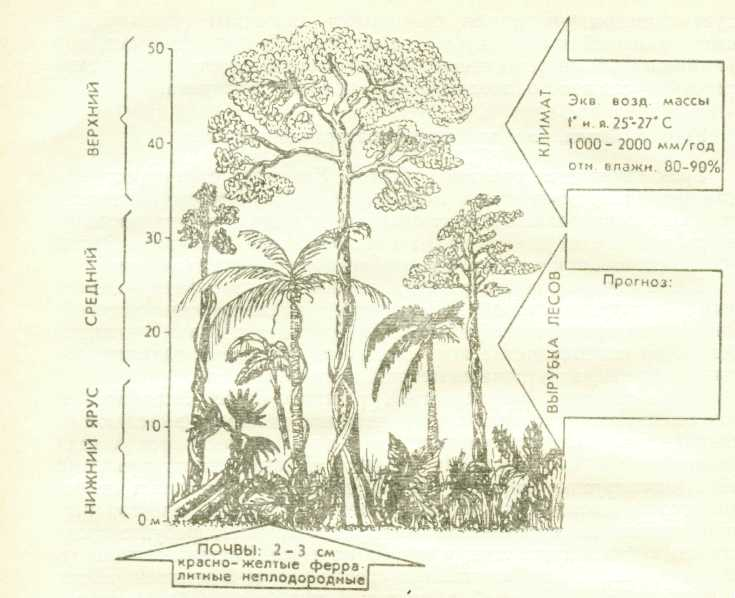 ВЕРХНИЙ
СРЕДНИЙ
НИЖНИЙ ЯРУС
50
40
30
20
10
0 м
КЛИМАТ
Экв. возд. массы
t° и. я. 25°-27°С
1000 - 2000 мм/год
отн. влажн. 80-90%
ВЫРУБКА ЛЕСОВ
Прогноз:
ПОЧВЫ: 2-3 см
красно-желтые ферра-
литные неплодородные